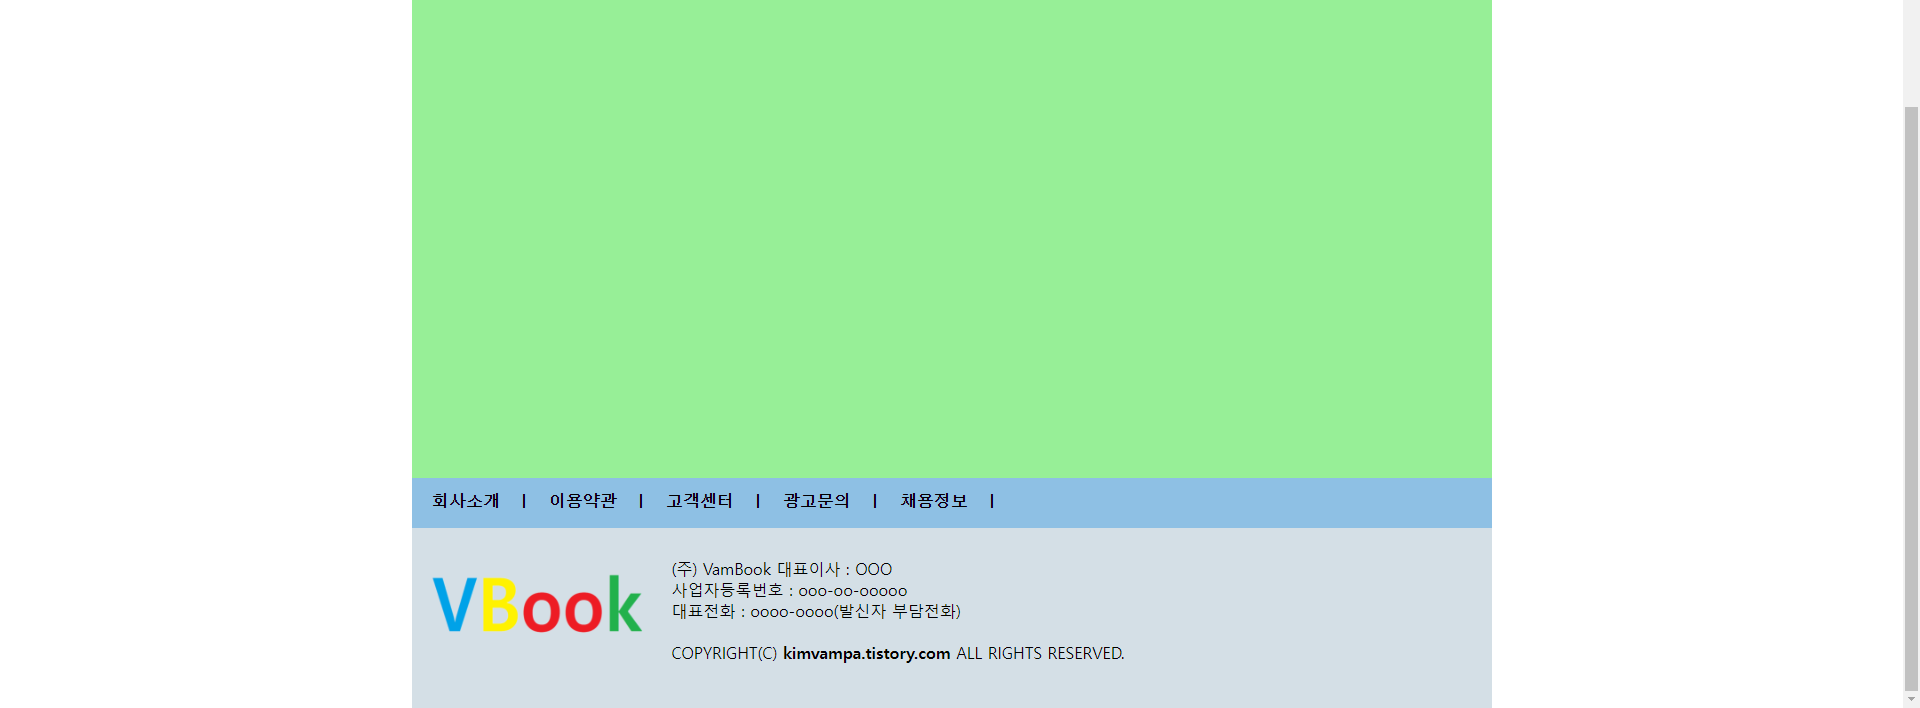 회사소개 | 이용약관 | 고객센터 | 광고문의 | 채용정보 |
VBook
(주) VamBook 대표이사 : OOO
사업자등록번호 : ooo-oo-ooooo
대표전화 : oooo-oooo(발신자 부담전화)
COPYRIGHT(C) kimvampa.tistory.com ALL RIGHTS RESERVED.